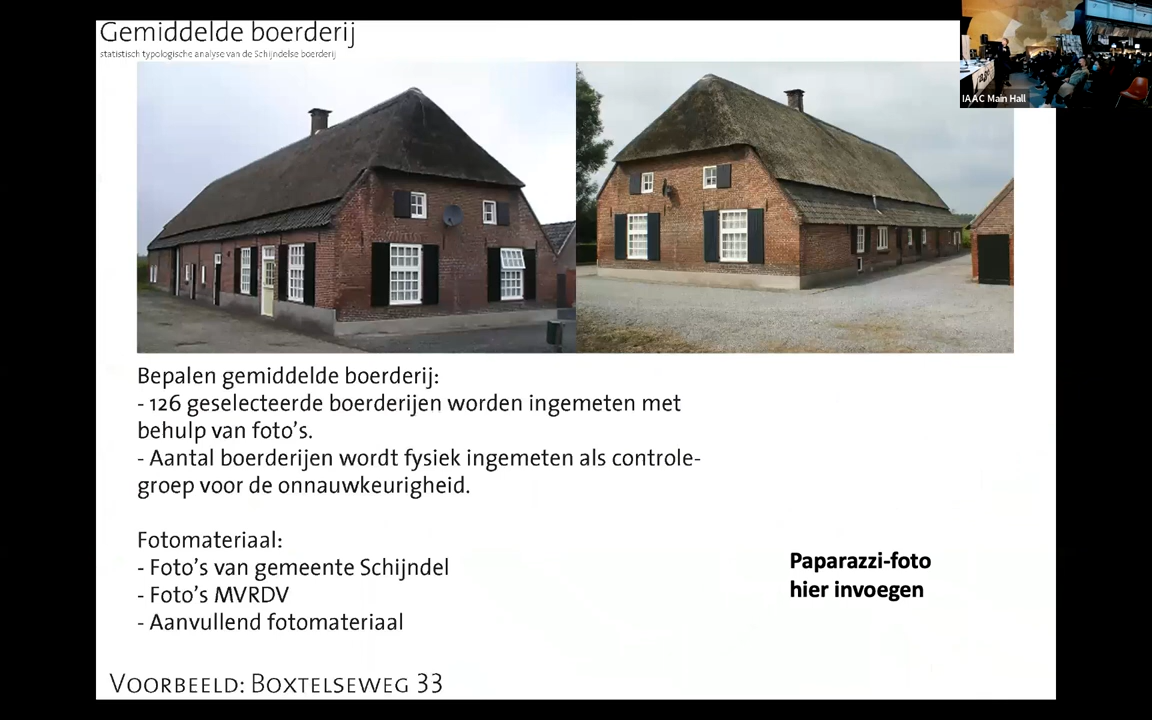 Gemiddelde boerderij
statistisch typologische analyse van de Schijndelse boerderij
IAAC Main Hall
Bepalen gemiddelde boerderij:
- 126 geselecteerde boerderijen worden ingemeten met
behulp van foto's.
- Aantal boerderijen wordt fysiek ingemeten als controle-
groep voor de onnauwkeurigheid.
Fotomateriaal:
- Foto's van gemeente Schijndel
- Foto's MVRDV
- Aanvullend fotomateriaal
Paparazzi-foto
hier invoegen
Voorbeeld: Boxtelseweg 33